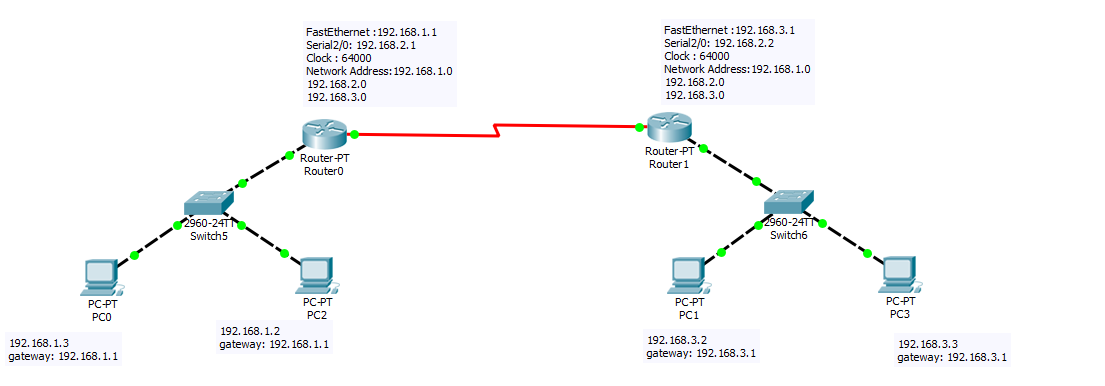 FastEthernet :192.168.1.1
Serial2/0: 192.168.2.1
Clock : 64000
Network Address:192.168.1.0
192.168.2.0
192.168.3.0
FastEthernet :192.168.3.1
Serial2/0: 192.168.2.2
Clock : 64000
Network Address:192.168.1.0
192.168.2.0
192.168.3.0
Router-PT
Router0
Router-PT
Router1
2960-24TT
Switch5
2960-24TT
Switch6
PC-PT
PC0
PC-PT
PC2
PC-PT
PC1
PC-PT
PC3
192.168.1.3
gateway: 192.168.1.1
192.168.1.2
gateway: 192.168.1.1
192.168.3.2
gateway: 192.168.3.1
192.168.3.3
gateway: 192.168.3.1